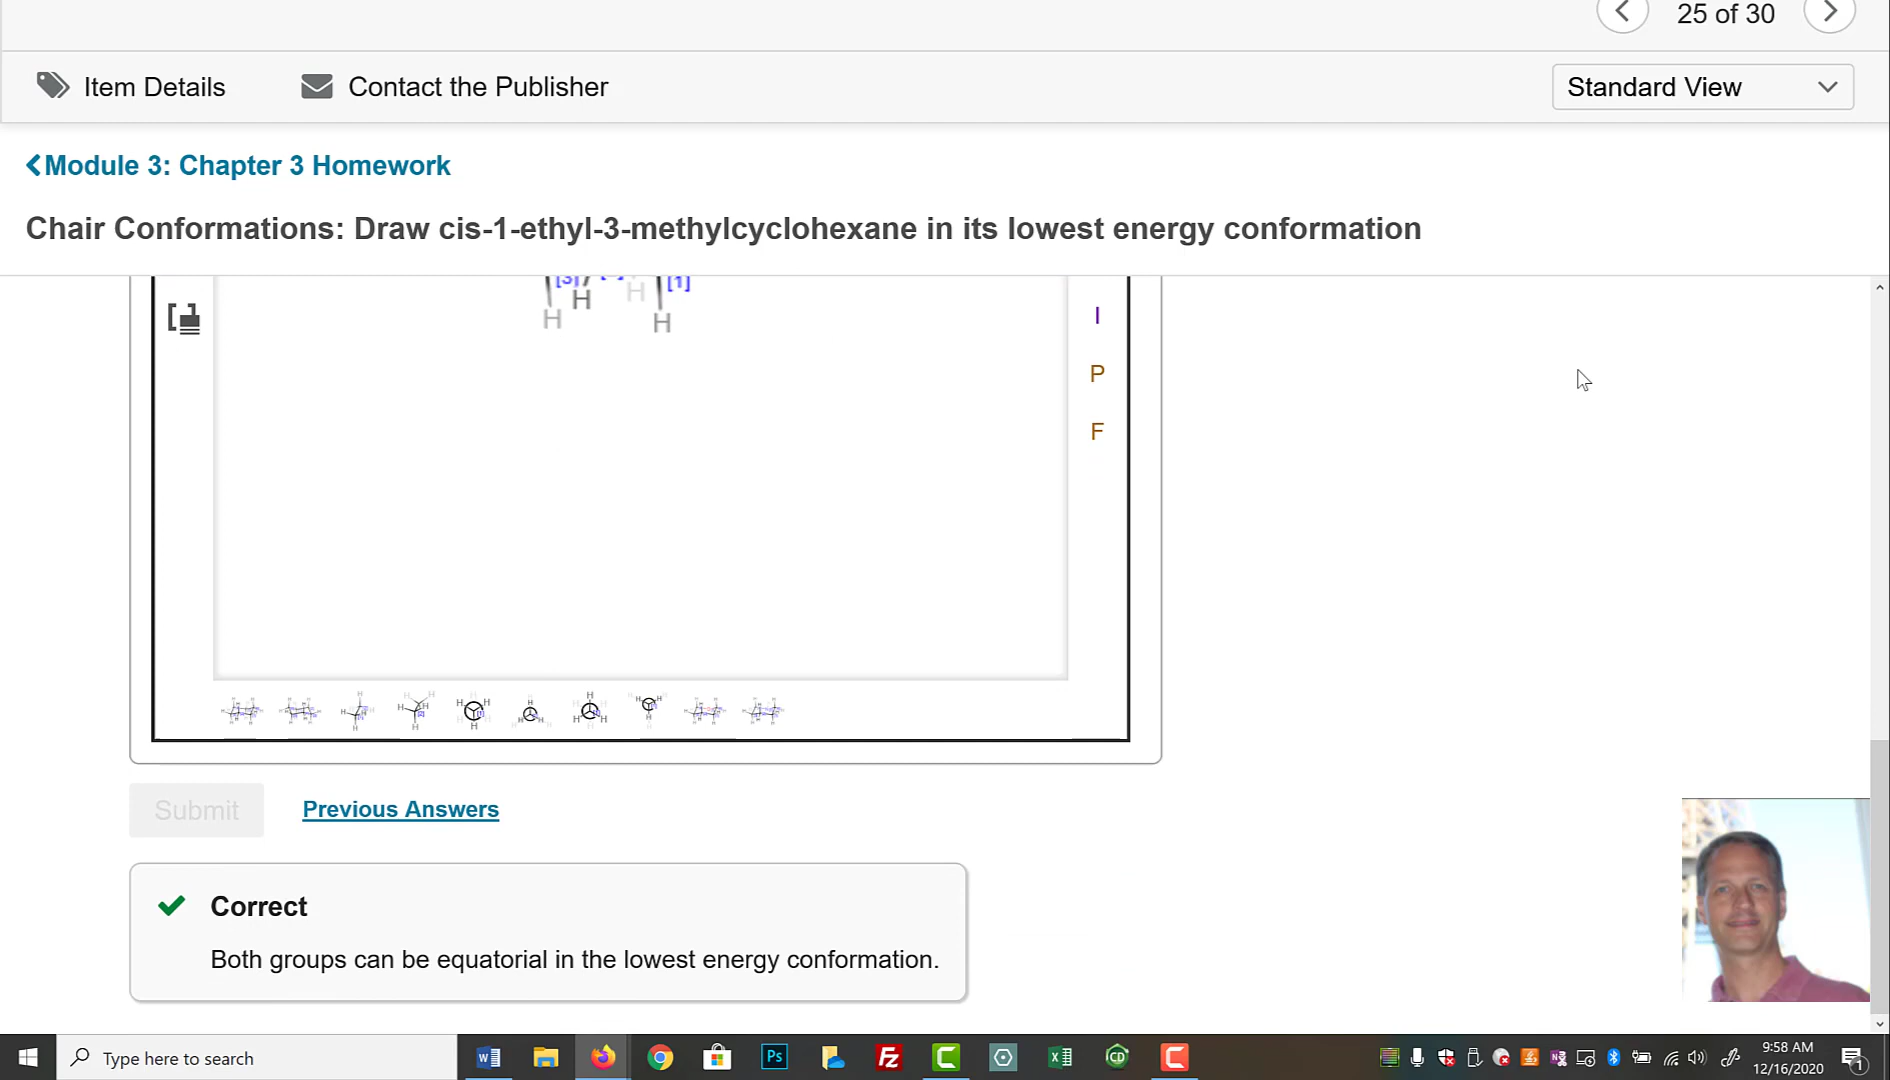 25 of 30
Item Details
Contact the Publisher
Standard View
Module 3: Chapter 3 Homework
Chair Conformations: Draw cis-1-ethyl-3-methylcyclohexane in its lowest energy conformation
[3] [1]
H H
H H
I
P
F
Submit
Previous Answers
Correct
Both groups can be equatorial in the lowest energy conformation.
Type here to search
Ps
9:58 AM
12/16/2020